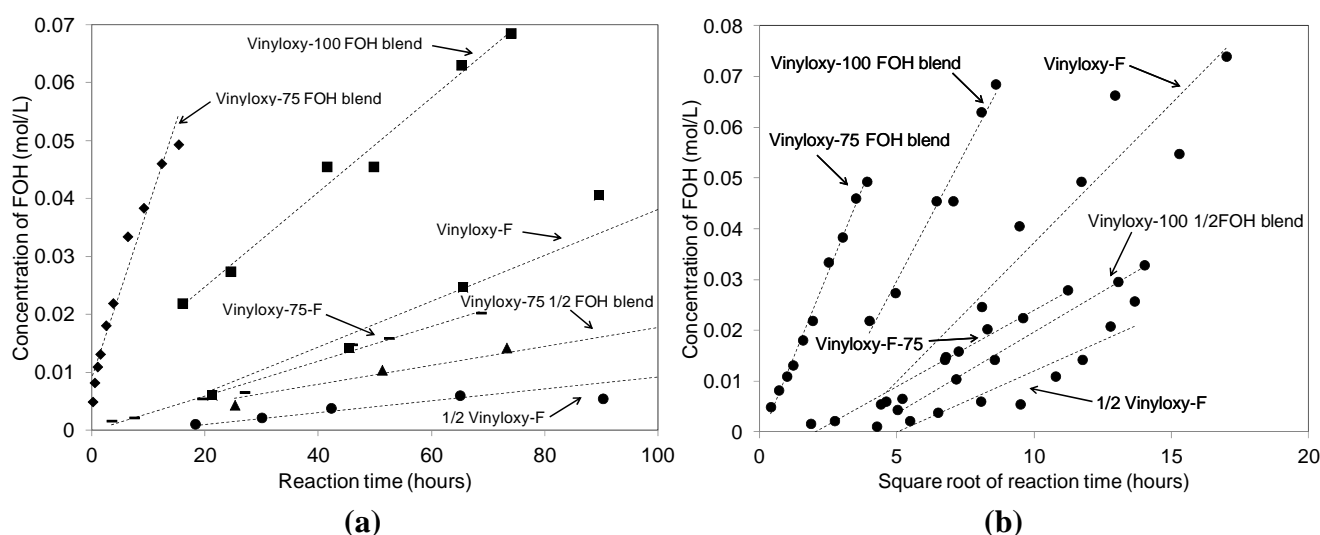 Concentration of FOH (mol/L)
0.07
0.06
0.05
0.04
0.03
0.02
0.01
0
Vinyloxy-100 FOH blend
Vinyloxy-75 FOH blend
Vinyloxy-F
Vinyloxy-75-F
Vinyloxy-75 1/2 FOH blend
1/2 Vinyloxy-F
0 20 40 60 80 100
Reaction time (hours)
(a)
Concentration of FOH (mol/L)
0.08
0.07
0.06
0.05
0.04
0.03
0.02
0.01
0
Vinyloxy-100 FOH blend
Vinyloxy-F
Vinyloxy-75 FOH blend
Vinyloxy-100 1/2FOH blend
Vinyloxy-F-75
1/2 Vinyloxy-F
0 5 10 15 20
Square root of reaction time (hours)
(b)